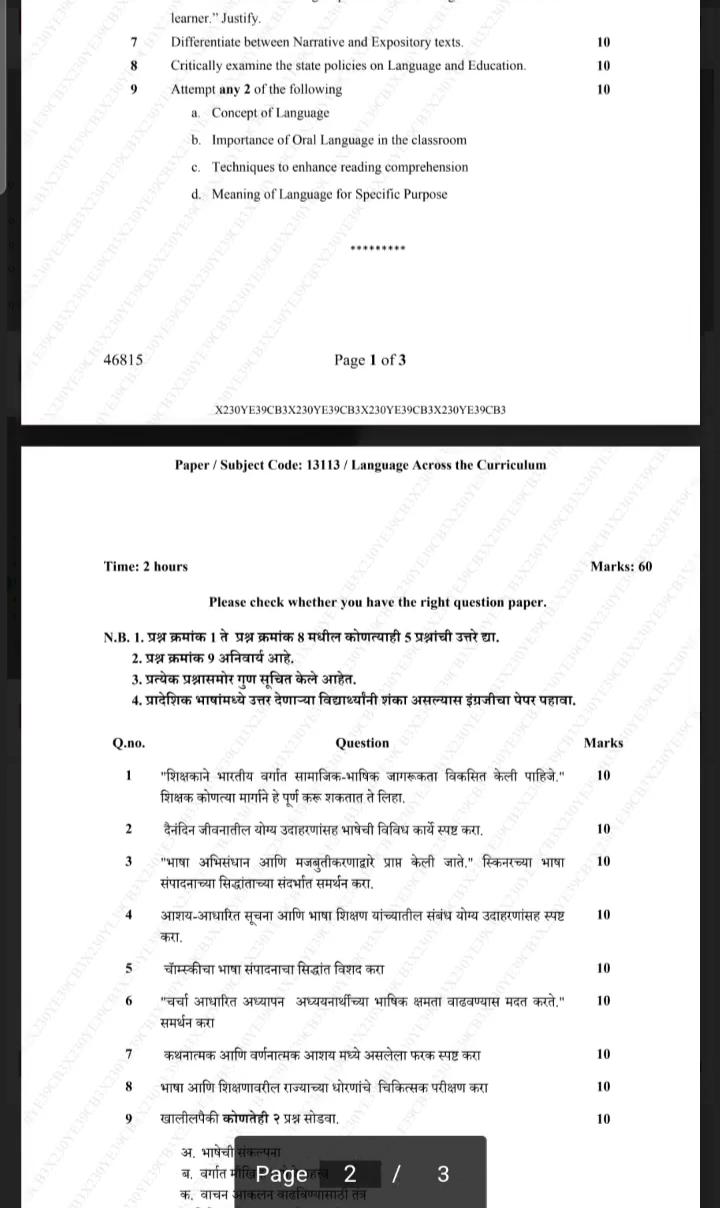 learner.” Justify.
7 Differentiate between Narrative and Expository texts. 10
8 Critically examine the state policies on Language and Education. 10
9 Attempt any 2 of the following 10
a. Concept of Language
b. Importance of Oral Language in the classroom
c. Techniques to enhance reading comprehension
d. Meaning of Language for Specific Purpose
*********
46815 Page 1 of 3
X230YE39CB3X230YE39CB3X230YE39CB3X230YE39CB3
Paper / Subject Code: 13113 / Language Across the Curriculum
Time: 2 hours Marks: 60
Please check whether you have the right question paper.
N.B. 1. प्रश्न क्रमांक 1 ते प्रश्न क्रमांक 8 मधील कोणत्याही 5 प्रश्नांची उत्तरे द्या.
2. प्रश्न क्रमांक 9 अनिवार्य आहे.
3. प्रत्येक प्रश्नासमोर गुण सूचित केले आहेत.
4. प्रादेशिक भाषांमध्ये उत्तर देणाऱ्या विद्यार्थ्यांनी शंका असल्यास इंग्रजीचा पेपर पहावा.
Q.no. Question Marks
1 "शिक्षकाने भारतीय वर्गात सामाजिक-भाषिक जागरूकता विकसित केली पाहिजे." 10
शिक्षक कोणत्या मार्गाने हे पूर्ण करू शकतात ते लिहा.
2 दैनंदिन जीवनातील योग्य उदाहरणांसह भाषेची विविध कार्ये स्पष्ट करा. 10
3 "भाषा अभिसंधान आणि मजबुतीकरणाद्वारे प्राप्त केली जाते." स्किनरच्या भाषा 10
संपादनाच्या सिद्धांताच्या संदर्भात समर्थन करा.
4 आशय-आधारित सूचना आणि भाषा शिक्षण यांच्यातील संबंध योग्य उदाहरणांसह स्पष्ट 10
करा.
5 चॉम्स्कीचा भाषा संपादनाचा सिद्धांत विशद करा 10
6 "चर्चा आधारित अध्यापन अध्ययनार्थीच्या भाषिक क्षमता वाढवण्यास मदत करते." 10
समर्थन करा
7 कथनात्मक आणि वर्णनात्मक आशय मध्ये असलेला फरक स्पष्ट करा 10
8 भाषा आणि शिक्षणावरील राज्याच्या धोरणांचे चिकित्सक परीक्षण करा 10
9 खालीलपैकी कोणतेही २ प्रश्न सोडवा. 10
अ. भाषेची संकल्पना
ब. वर्गात
क. वाचन आकलन वाढविण्यासाठी तंत्र
Page 2 / 3